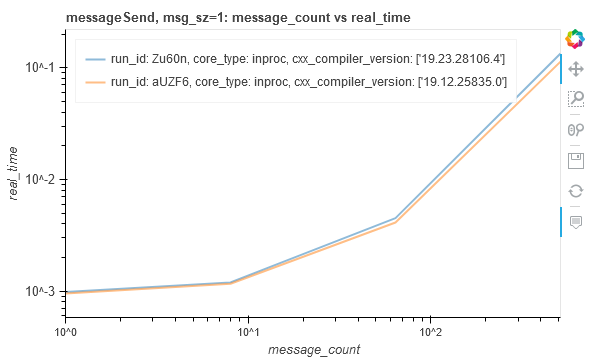 messageSend, msg_sz=1: message_count vs real_time
run_id: Zu60n, core_type: inproc, cxx_compiler_version: ['19.23.28106.4']
run_id: aUZF6, core_type: inproc, cxx_compiler_version: ['19.12.25835.0']
10^-1
10^-2
10^-3
real_time
10^0 10^1 10^2
message_count